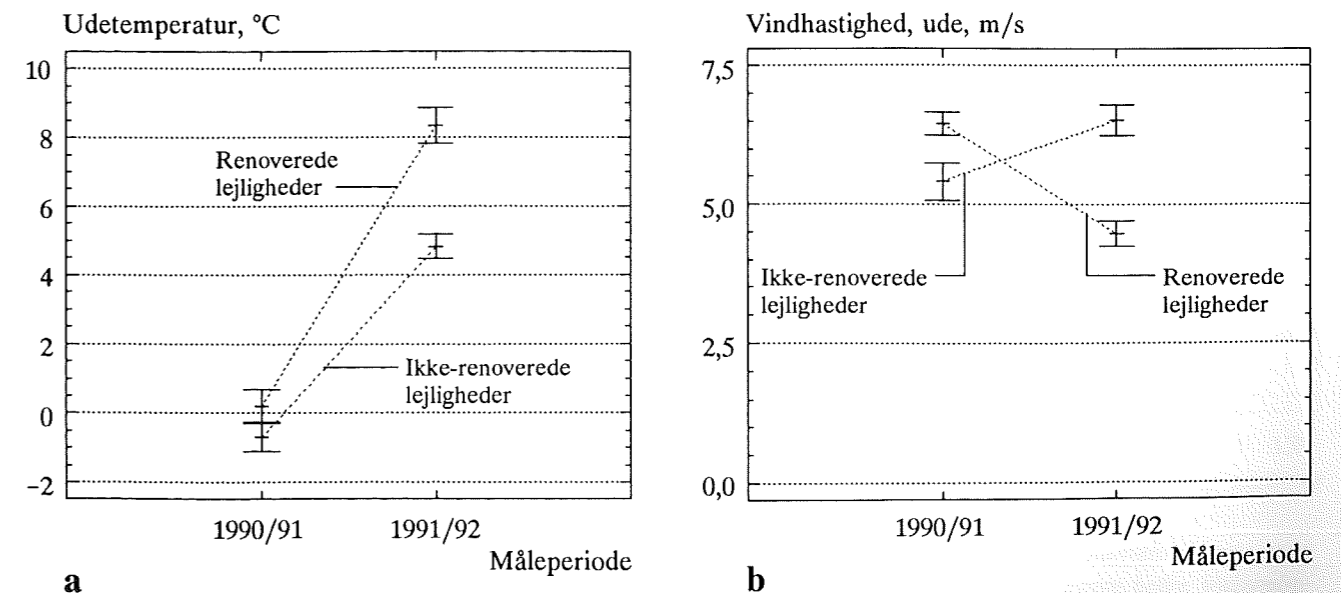 Udetemperatur, °C
10
8
6
4
2
0
−2
Renoverede
lejligheder
Ikke-renoverede
lejligheder
1990/91 1991/92
Måleperiode
a
Vindhastighed, ude, m/s
7,5
5,0
2,5
0,0
Ikke-renoverede
lejligheder
Renoverede
lejligheder
1990/91 1991/92
Måleperiode
b